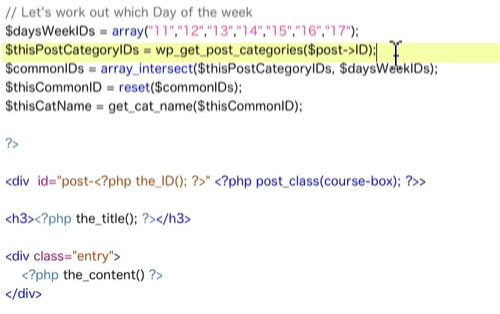 // Let's work out which Day of the week
$daysWeekIDs = array("11","12","13","14","15","16","17");
$thisPostCategoryIDs = wp_get_post_categories($post->ID);
$commonIDs = array_intersect($thisPostCategoryIDs, $daysWeekIDs);
$thisCommonID = reset($commonIDs);
$thisCatName = get_cat_name($thisCommonID);
?>
<div id="post-<?php the_ID(); ?>" <?php post_class(course-box); ?>>
<h3><?php the_title(); ?></h3>
<div class="entry">
<?php the_content() ?>
</div>